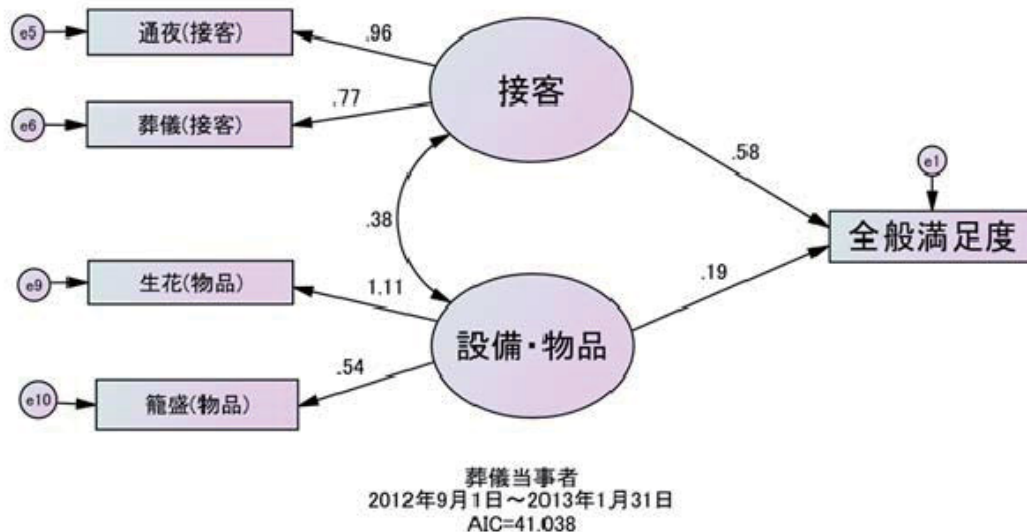 e5
通夜(接客)
.96
接客
e6
葬儀(接客)
.77
.58
e1
.38
全般満足度
e9
生花(物品)
1.11
.19
設備・物品
e10
籠盛(物品)
.54
葬儀当事者
2012年9月1日～2013年1月31日
AIC=41.038